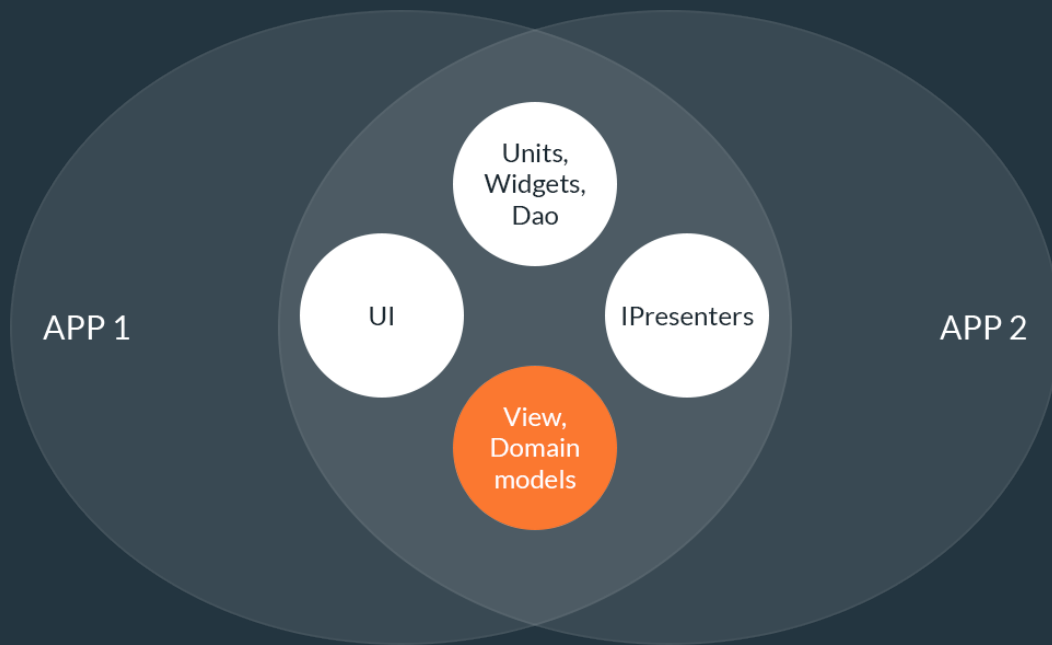 Units,
Widgets,
Dao
UI
IPresenters
APP 1
APP 2
View,
Domain
models